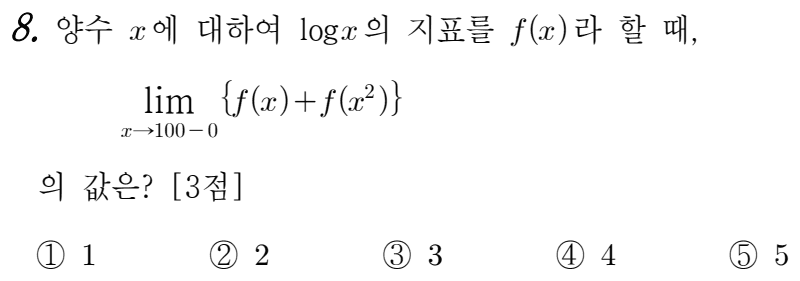 8. 양수 x에 대하여 logx의 지표를 f(x)라 할 때,
lim {f(x)+f(x²)}
x→100−0
의 값은? [3점]
① 1 ② 2 ③ 3 ④ 4 ⑤ 5